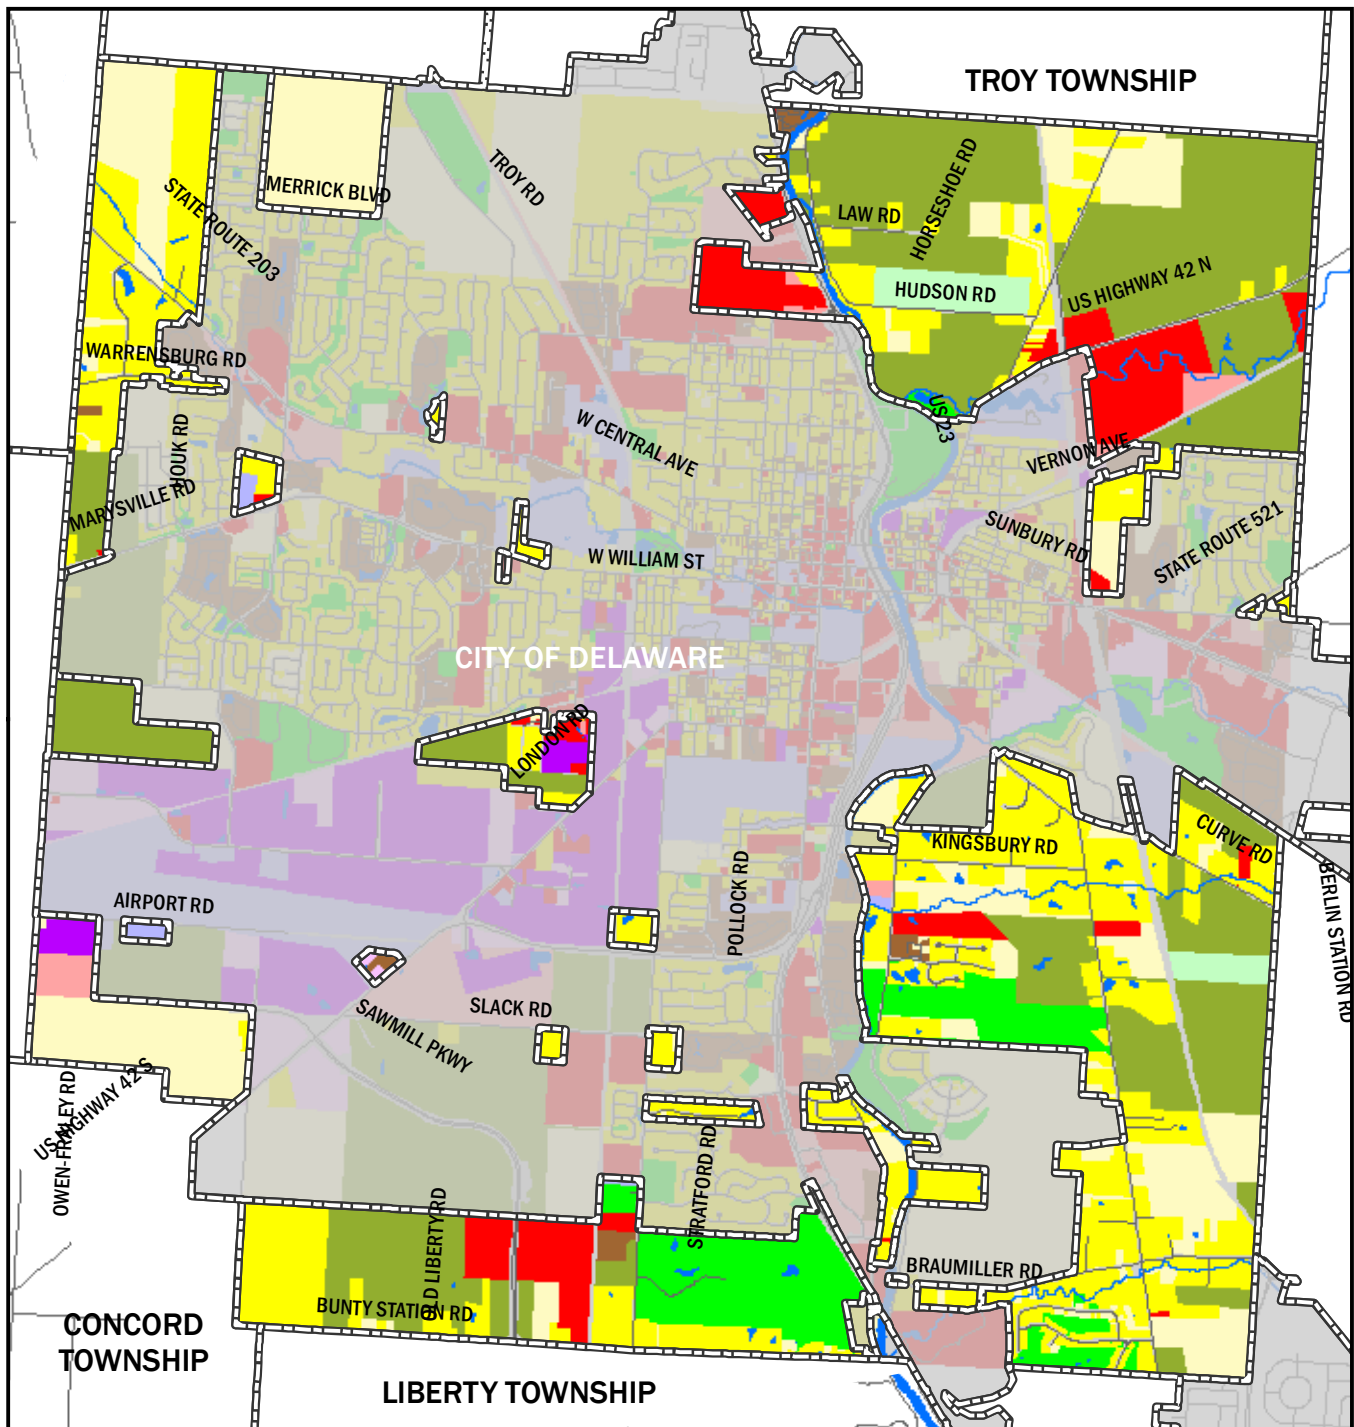 TROY TOWNSHIP
TROY RD
HORSESHOE RD
MERRICK BLVD
STATE ROUTE 203
LAW RD
HUDSON RD
US HIGHWAY 42 N
WARRENSBURG RD
US 23
HOUK RD
W CENTRAL AVE
VERNON AVE
MARYSVILLE RD
SUNBURY RD
STATE ROUTE 521
W WILLIAM ST
CITY OF DELAWARE
LONDON RD
CURVE RD
KINGSBURY RD
POLLOCK RD
BERLIN STATION RD
AIRPORT RD
SLACK RD
SAWMILL PKWY
US HIGHWAY 42 S
OWEN-FRALEY RD
STRATFORD RD
OLD LIBERTY RD
BRAUMILLER RD
BUNTY STATION RD
CONCORD
TOWNSHIP
LIBERTY TOWNSHIP